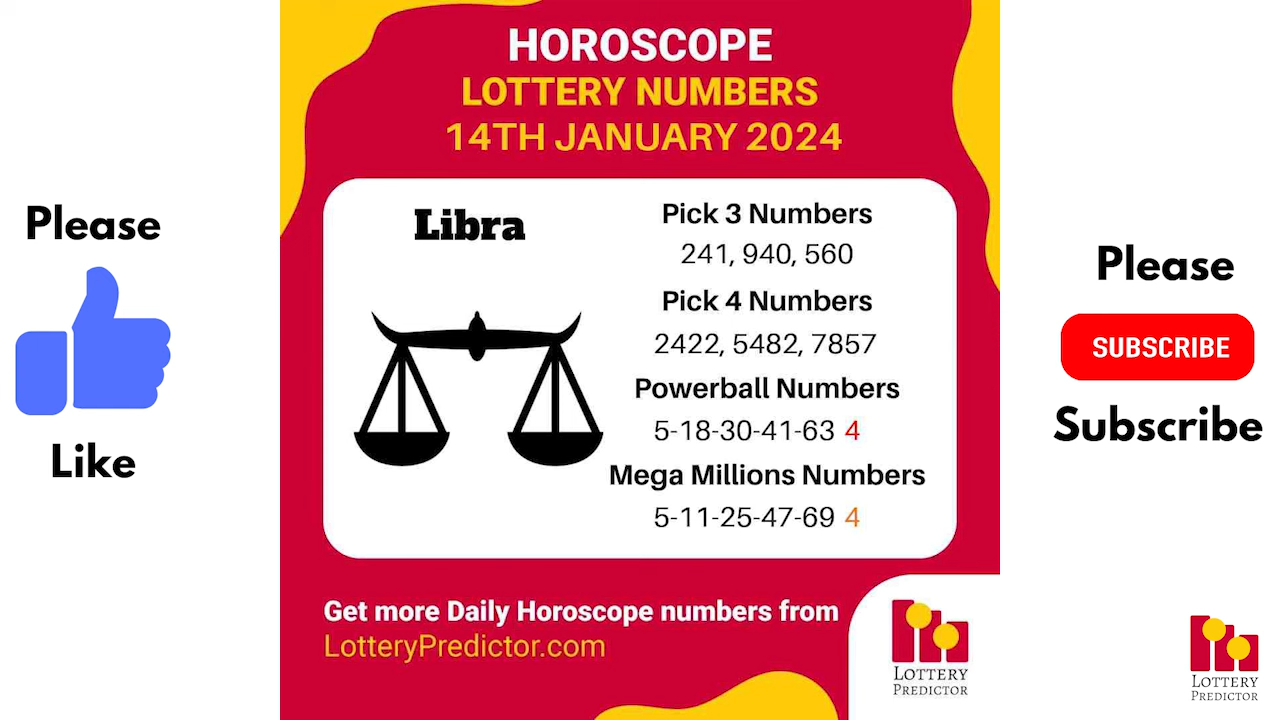 HOROSCOPE
LOTTERY NUMBERS
14TH JANUARY 2024
Please
Like
Libra
Pick 3 Numbers
241, 940, 560
Pick 4 Numbers
2422, 5482, 7857
Powerball Numbers
5-18-30-41-63 4
Mega Millions Numbers
5-11-25-47-69 4
Please
SUBSCRIBE
Subscribe
Get more Daily Horoscope numbers from
LotteryPredictor.com
LOTTERY
PREDICTOR
LOTTERY
PREDICTOR